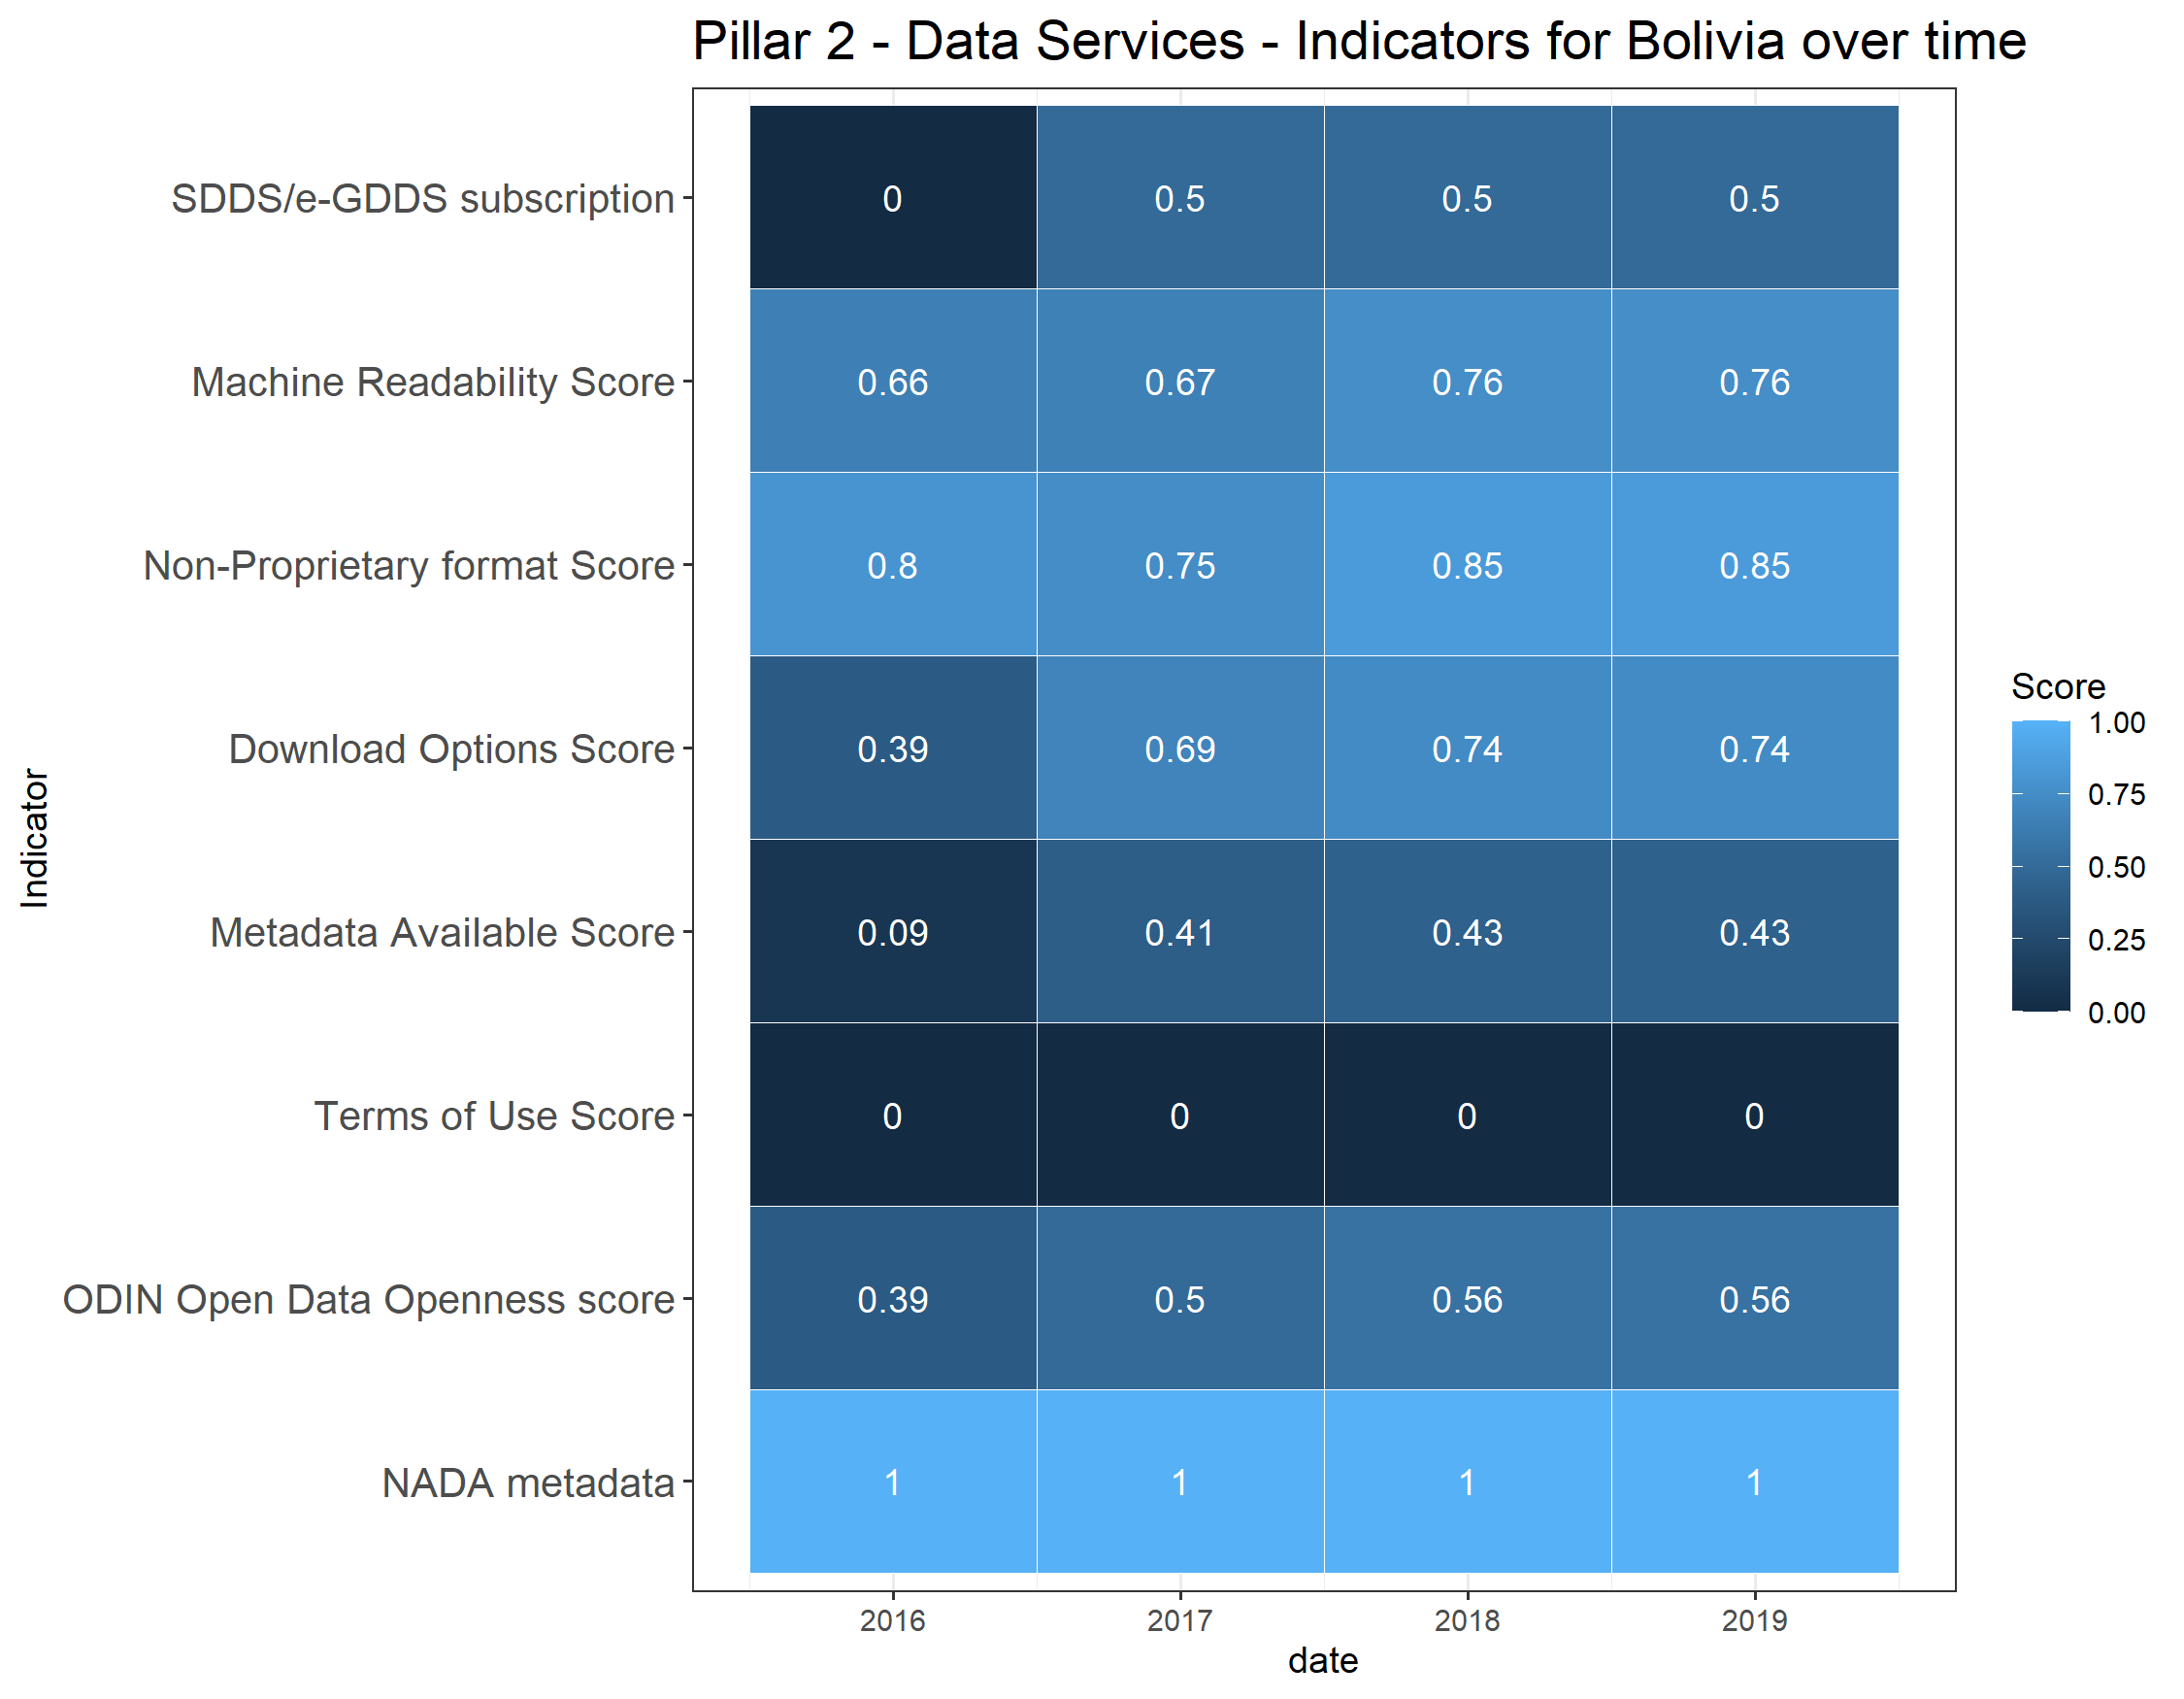 Pillar 2 - Data Services - Indicators for Bolivia over time
SDDS/e-GDDS subscription 0 0.5 0.5 0.5
Machine Readability Score 0.66 0.67 0.76 0.76
Non-Proprietary format Score 0.8 0.75 0.85 0.85
Download Options Score 0.39 0.69 0.74 0.74
Metadata Available Score 0.09 0.41 0.43 0.43
Terms of Use Score 0 0 0 0
ODIN Open Data Openness score 0.39 0.5 0.56 0.56
NADA metadata 1 1 1 1
2016 2017 2018 2019
date
Indicator
Score
1.00
0.75
0.50
0.25
0.00